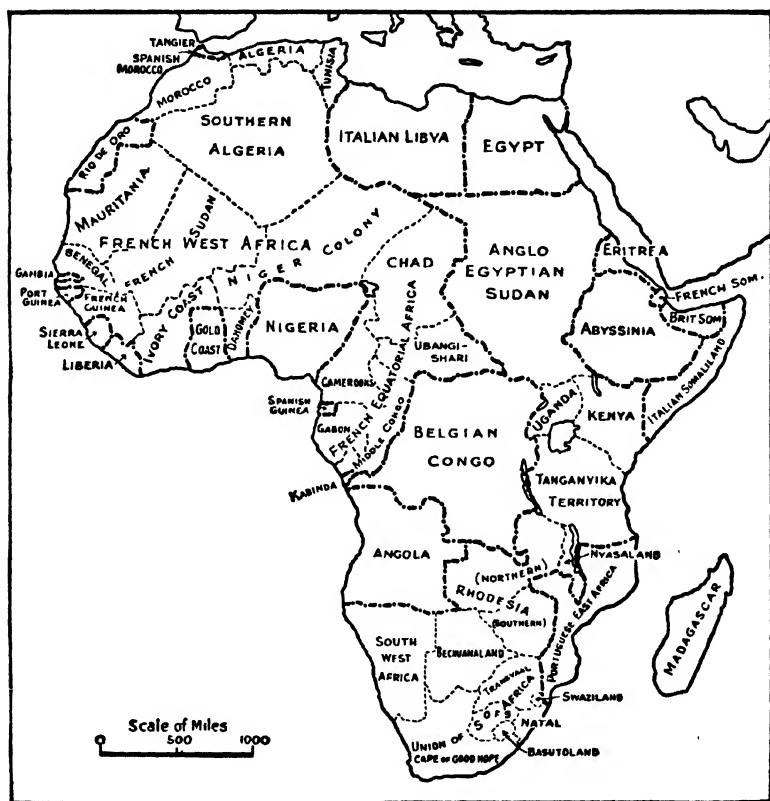 TANGIER
SPANISH
MOROCCO
ALGERIA
TUNISIA
MOROCCO
SOUTHERN
ALGERIA
ITALIAN LIBYA
EGYPT
RIO DE ORO
MAURITANIA
FRENCH WEST AFRICA
FRENCH SUDAN
NIGER COLONY
CHAD
ANGLO
EGYPTIAN
SUDAN
ERITREA
FRENCH SOM.
BRIT SOM
ABYSSINIA
ITALIAN SOMALILAND
SENEGAL
GAMBIA
PORT
GUINEA
FRENCH
GUINEA
SIERRA
LEONE
LIBERIA
IVORY COAST
GOLD
COAST
DAHOMEY
NIGERIA
UBANGI-
SHARI
CAMEROONS
FRENCH EQUATORIAL AFRICA
SPANISH
GUINEA
GABON
MIDDLE CONGO
BELGIAN
CONGO
UGANDA
KENYA
KABINDA
TANGANYIKA
TERRITORY
ANGOLA
(NORTHERN)
RHODESIA
(SOUTHERN)
NYASALAND
PORTUGUESE EAST AFRICA
MADAGASCAR
SOUTH
WEST
AFRICA
BECHUANALAND
TRANSVAAL
SWAZILAND
UNION OF
S OF AFRICA
NATAL
BASUTOLAND
CAPE OF GOOD HOPE
Scale of Miles
0 500 1000